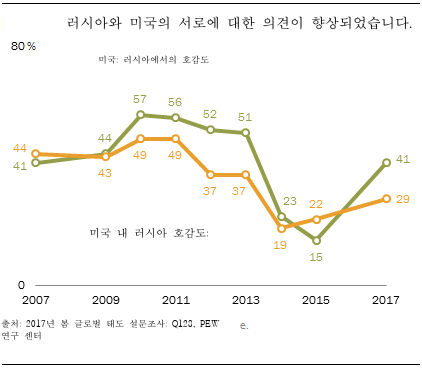 러시아와 미국의 서로에 대한 의견이 향상되었습니다.
80 %
미국: 러시아에서의 호감도
57
56
52
51
44
44
41
43
49
49
37
37
23
22
19
15
41
29
미국 내 러시아 호감도:
0
2007 2009 2011 2013 2015 2017
출처: 2017년 봄 글로벌 태도 설문조사: Q123, PEW
연구 센터
e.